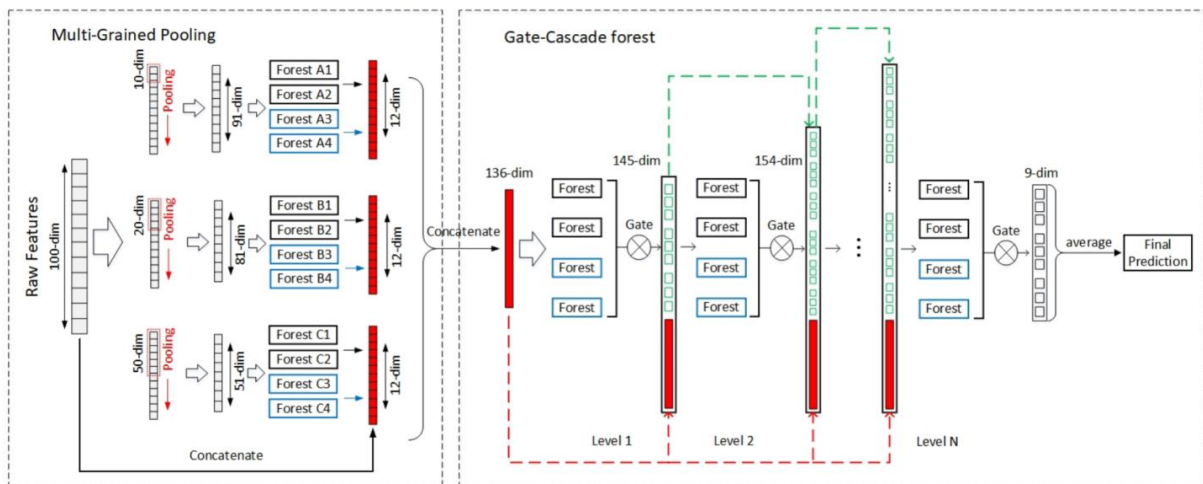 Multi-Grained Pooling
Raw Features
100-dim
10-dim
Pooling
91-dim
Forest A1
Forest A2
Forest A3
Forest A4
12-dim
20-dim
Pooling
81-dim
Forest B1
Forest B2
Forest B3
Forest B4
12-dim
50-dim
Pooling
51-dim
Forest C1
Forest C2
Forest C3
Forest C4
12-dim
Concatenate
Concatenate
Gate-Cascade forest
136-dim
Forest
Forest
Forest
Forest
Gate
145-dim
Level 1
Forest
Forest
Forest
Forest
Gate
154-dim
Level 2
...
...
Forest
Forest
Forest
Forest
Level N
Gate
9-dim
average
Final
Prediction